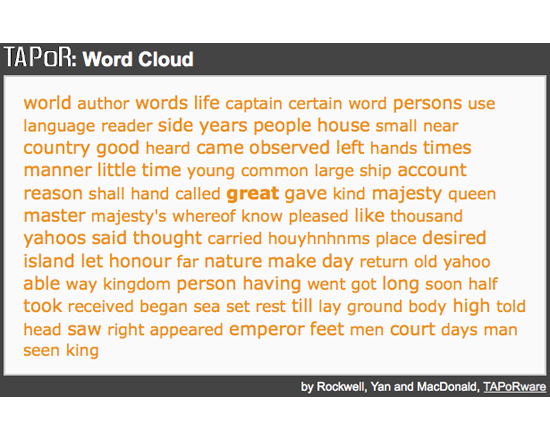 TAPoR: Word Cloud
world author words life captain certain word persons use
language reader side years people house small near
country good heard came observed left hands times
manner little time young common large ship account
reason shall hand called great gave kind majesty queen
master majesty's whereof know pleased like thousand
yahoos said thought carried houyhnhnms place desired
island let honour far nature make day return old yahoo
able way kingdom person having went got long soon half
took received began sea set rest till lay ground body high told
head saw right appeared emperor feet men court days man
seen king
by Rockwell, Yan and MacDonald, TAPoRware